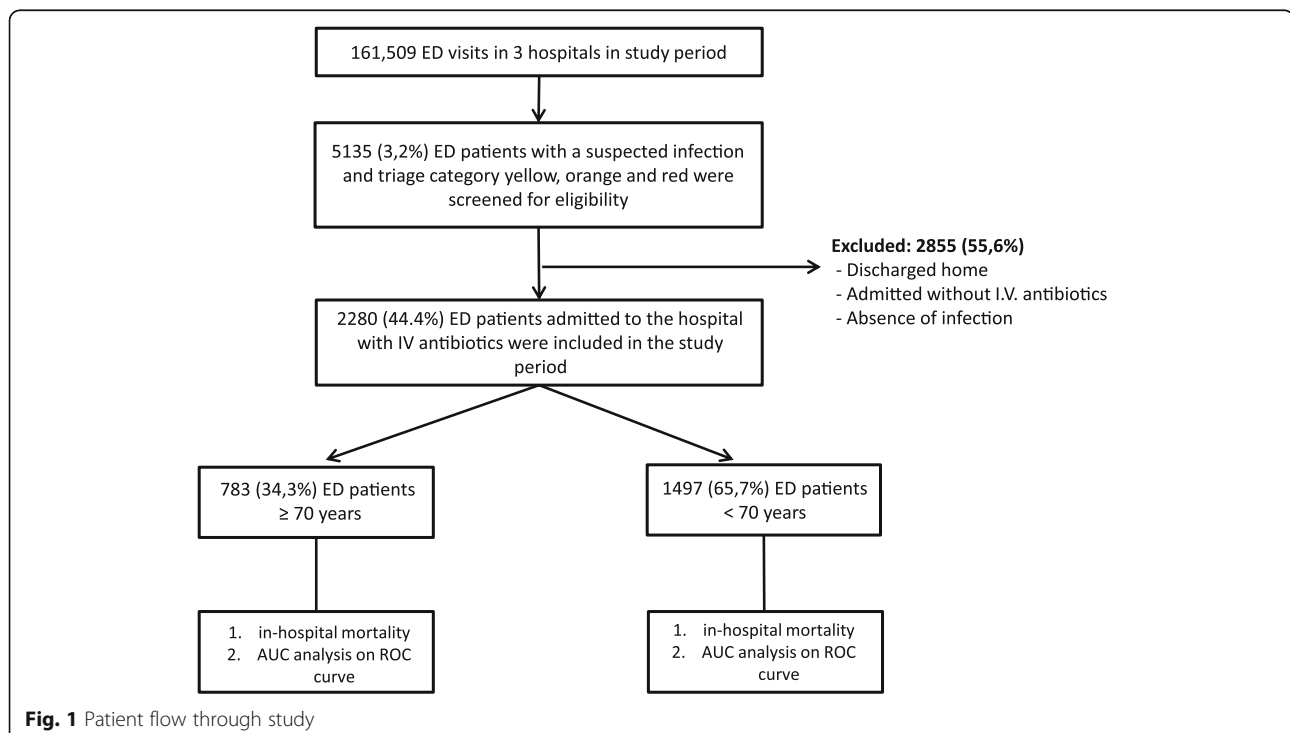 161,509 ED visits in 3 hospitals in study period
5135 (3,2%) ED patients with a suspected infection
and triage category yellow, orange and red were
screened for eligibility
Excluded: 2855 (55,6%)
- Discharged home
- Admitted without I.V. antibiotics
- Absence of infection
2280 (44.4%) ED patients admitted to the hospital
with IV antibiotics were included in the study
period
783 (34,3%) ED patients
≥ 70 years
1497 (65,7%) ED patients
< 70 years
1. in-hospital mortality
2. AUC analysis on ROC
curve
1. in-hospital mortality
2. AUC analysis on ROC
curve
Fig. 1 Patient flow through study